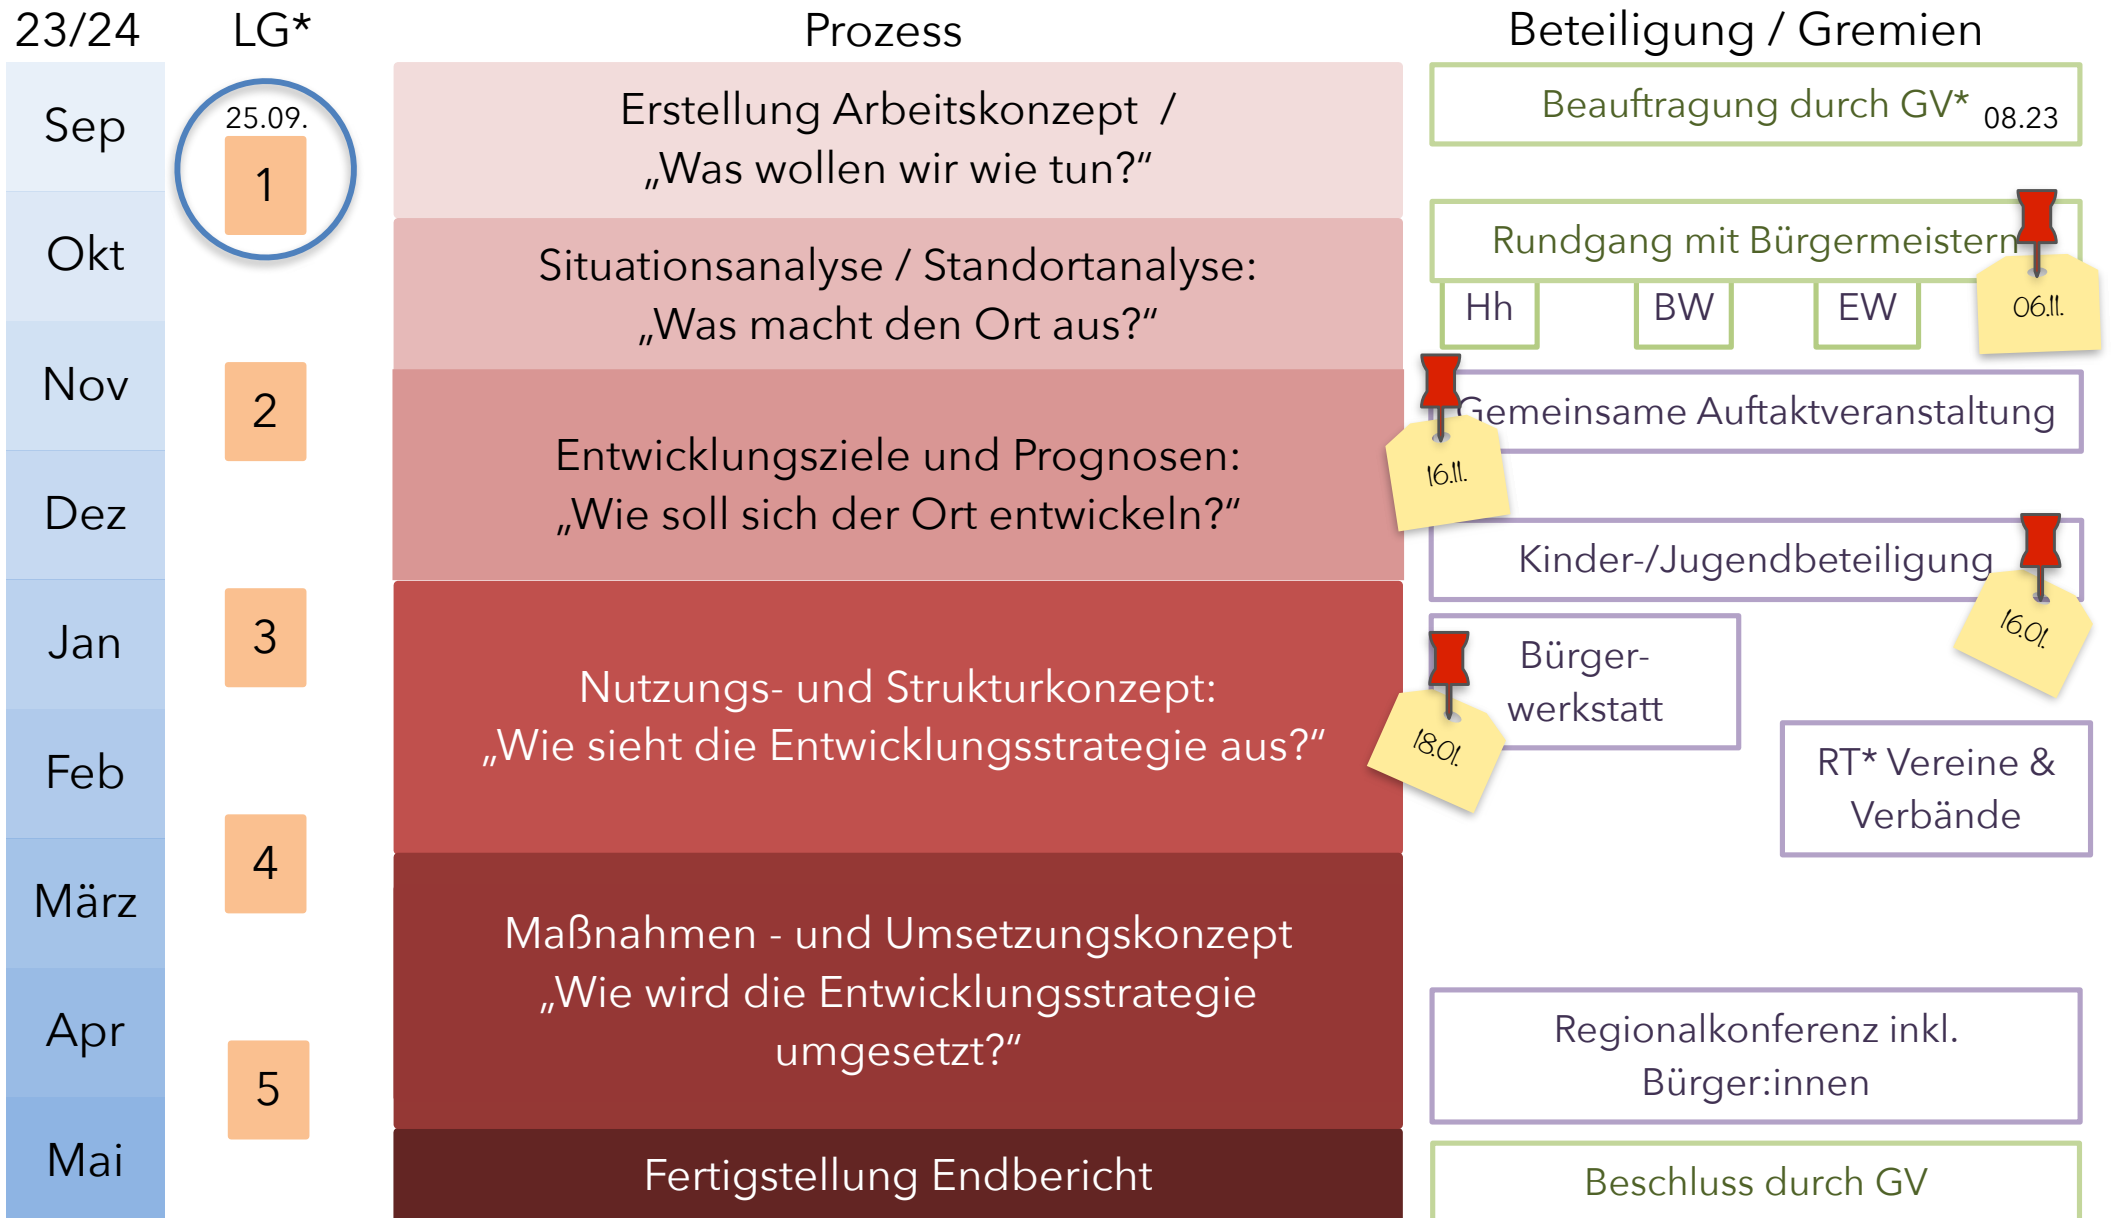 23/24
LG*
Prozess
Beteiligung / Gremien
Sep
Okt
Nov
Dez
Jan
Feb
März
Apr
Mai
25.09.
1
2
3
4
5
Erstellung Arbeitskonzept /
„Was wollen wir wie tun?“
Situationsanalyse / Standortanalyse:
„Was macht den Ort aus?“
Entwicklungsziele und Prognosen:
„Wie soll sich der Ort entwickeln?“
Nutzungs- und Strukturkonzept:
„Wie sieht die Entwicklungsstrategie aus?“
Maßnahmen - und Umsetzungskonzept
„Wie wird die Entwicklungsstrategie
umgesetzt?“
Fertigstellung Endbericht
Beauftragung durch GV* 08.23
Rundgang mit Bürgermeistern
Hh
BW
EW
06.11.
Gemeinsame Auftaktveranstaltung
16.11.
Kinder-/Jugendbeteiligung
16.01.
Bürger-
werkstatt
18.01.
RT* Vereine &
Verbände
Regionalkonferenz inkl.
Bürger:innen
Beschluss durch GV